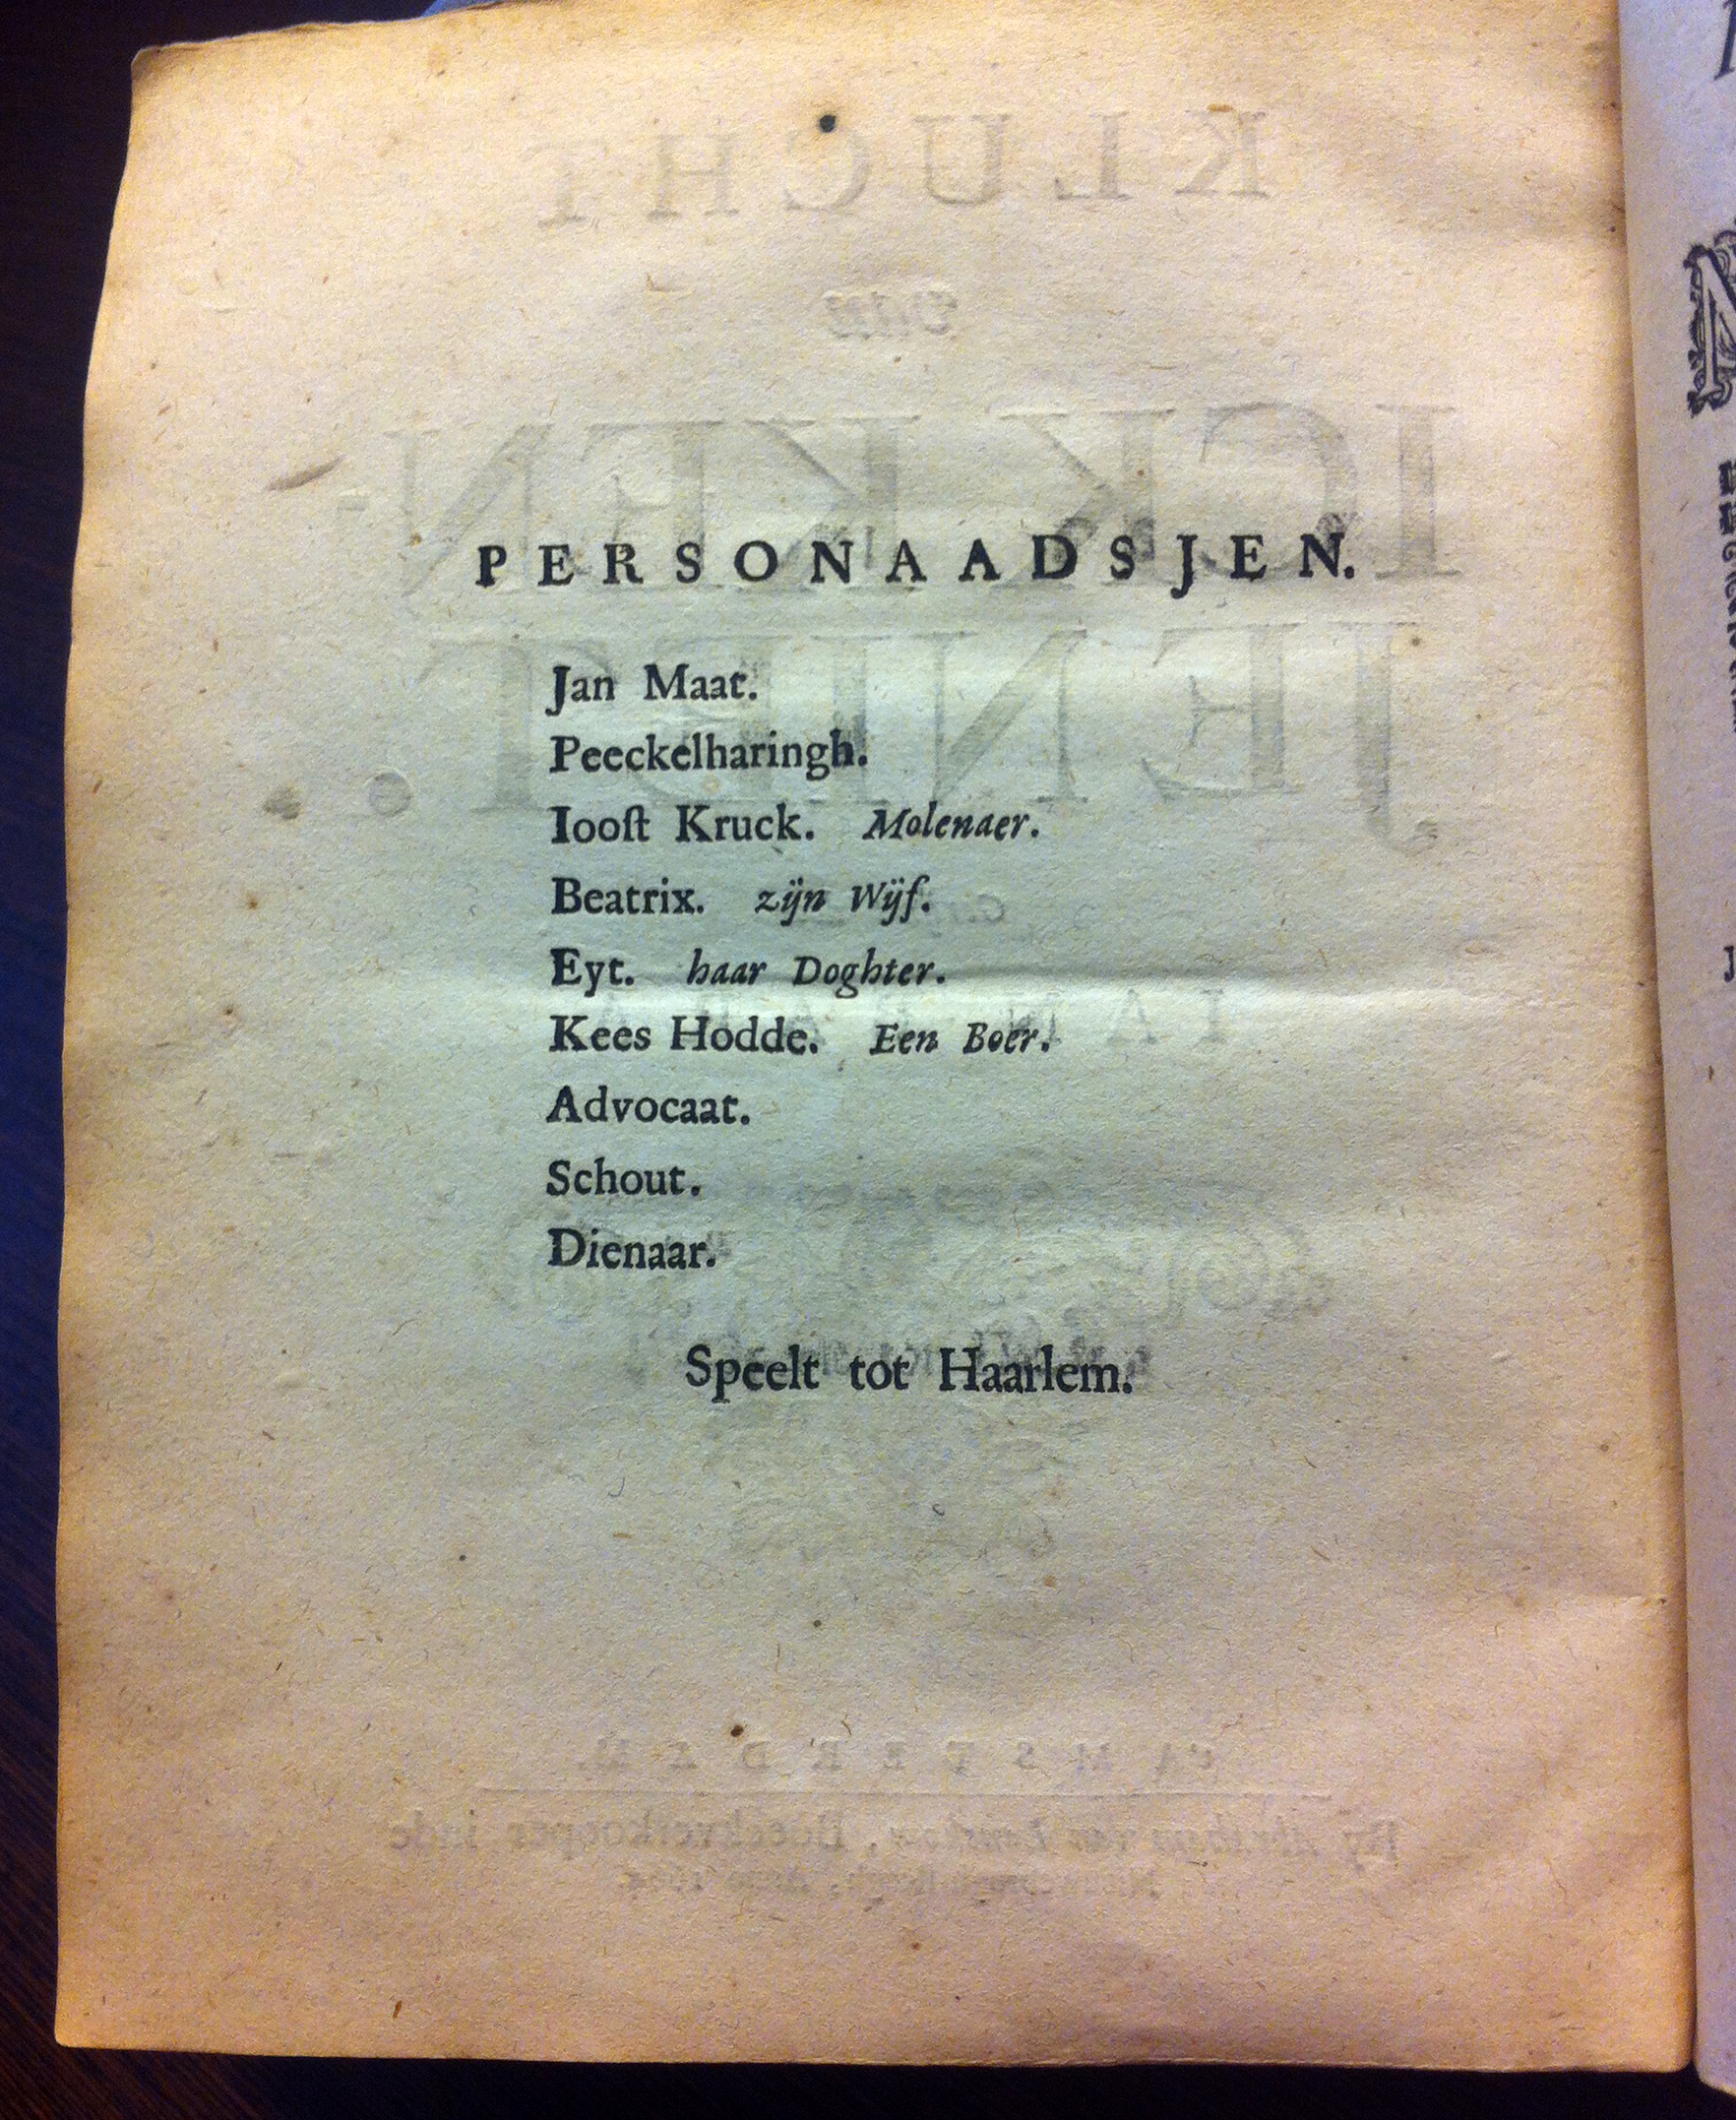 PERSONAADSJEN.
Jan Maat.
Peeckelharingh.
Iooſt Kruck. Molenaer.
Beatrix. zijn Wijf.
Eyt. haar Doghter.
Kees Hodde. Een Boer.
Advocaat.
Schout.
Dienaar.
Speelt tot Haarlem.